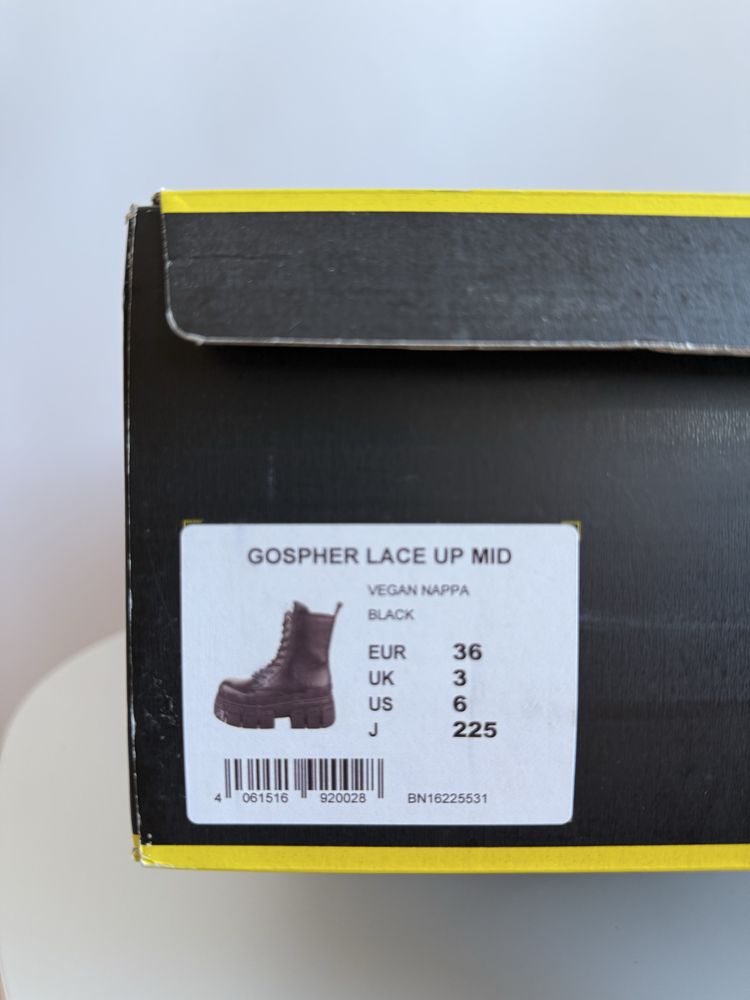 GOSPHER LACE UP MID
VEGAN NAPPA
BLACK
EUR 36
UK 3
US 6
J 225
4 061516 920028 BN16225531